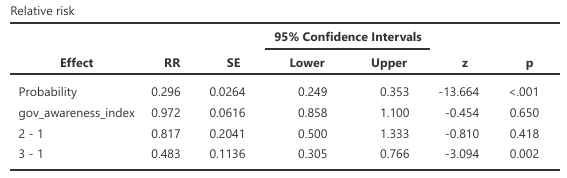 Relative risk
95% Confidence Intervals
Effect RR SE Lower Upper z p
Probability 0.296 0.0264 0.249 0.353 -13.664 <.001
gov_awareness_index 0.972 0.0616 0.858 1.100 -0.454 0.650
2 - 1 0.817 0.2041 0.500 1.333 -0.810 0.418
3 - 1 0.483 0.1136 0.305 0.766 -3.094 0.002